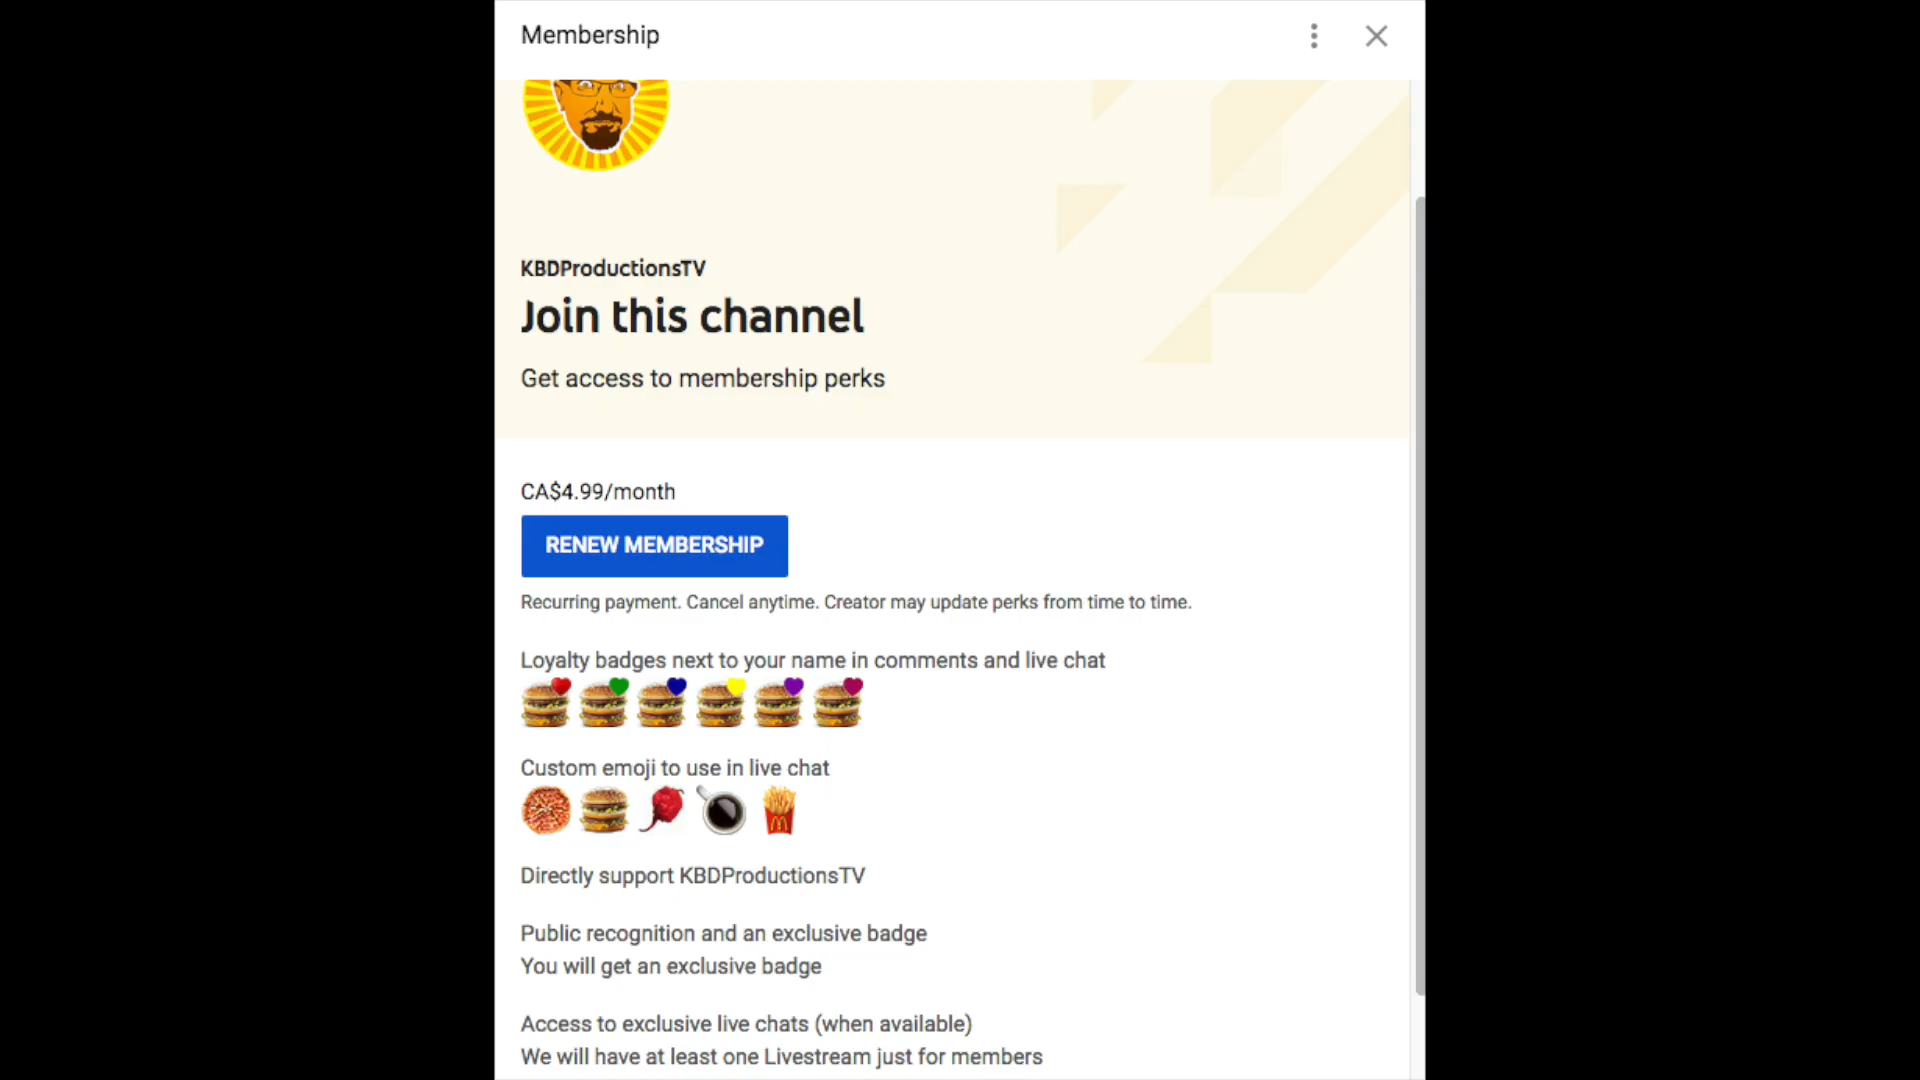 Membership
KBDProductionsTV
Join this channel
Get access to membership perks
CA$4.99/month
RENEW MEMBERSHIP
Recurring payment. Cancel anytime. Creator may update perks from time to time.
Loyalty badges next to your name in comments and live chat
Custom emoji to use in live chat
Directly support KBDProductionsTV
Public recognition and an exclusive badge
You will get an exclusive badge
Access to exclusive live chats (when available)
We will have at least one Livestream just for members